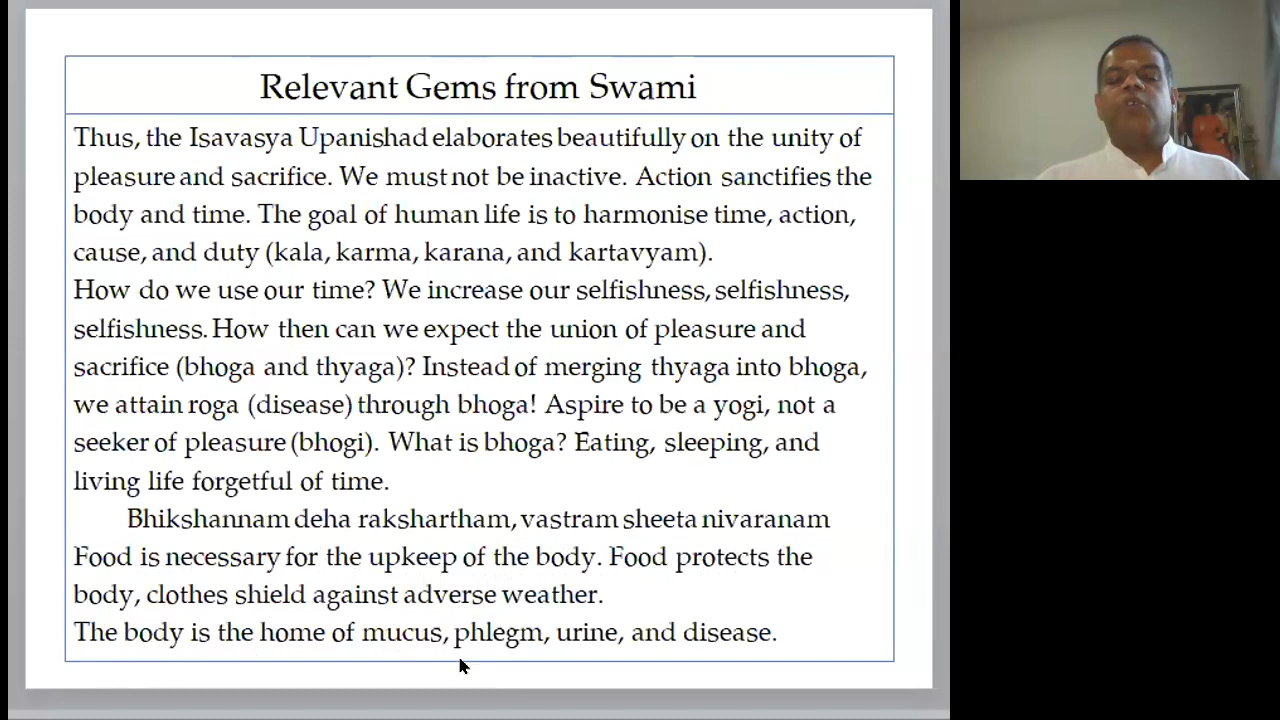 Relevant Gems from Swami
Thus, the Isavasya Upanishad elaborates beautifully on the unity of
pleasure and sacrifice. We must not be inactive. Action sanctifies the
body and time. The goal of human life is to harmonise time, action,
cause, and duty (kala, karma, karana, and kartavyam).
How do we use our time? We increase our selfishness, selfishness,
selfishness. How then can we expect the union of pleasure and
sacrifice (bhoga and thyaga)? Instead of merging thyaga into bhoga,
we attain roga (disease) through bhoga! Aspire to be a yogi, not a
seeker of pleasure (bhogi). What is bhoga? Eating, sleeping, and
living life forgetful of time.
Bhikshannam deha rakshartham, vastram sheeta nivaranam
Food is necessary for the upkeep of the body. Food protects the
body, clothes shield against adverse weather.
The body is the home of mucus, phlegm, urine, and disease.